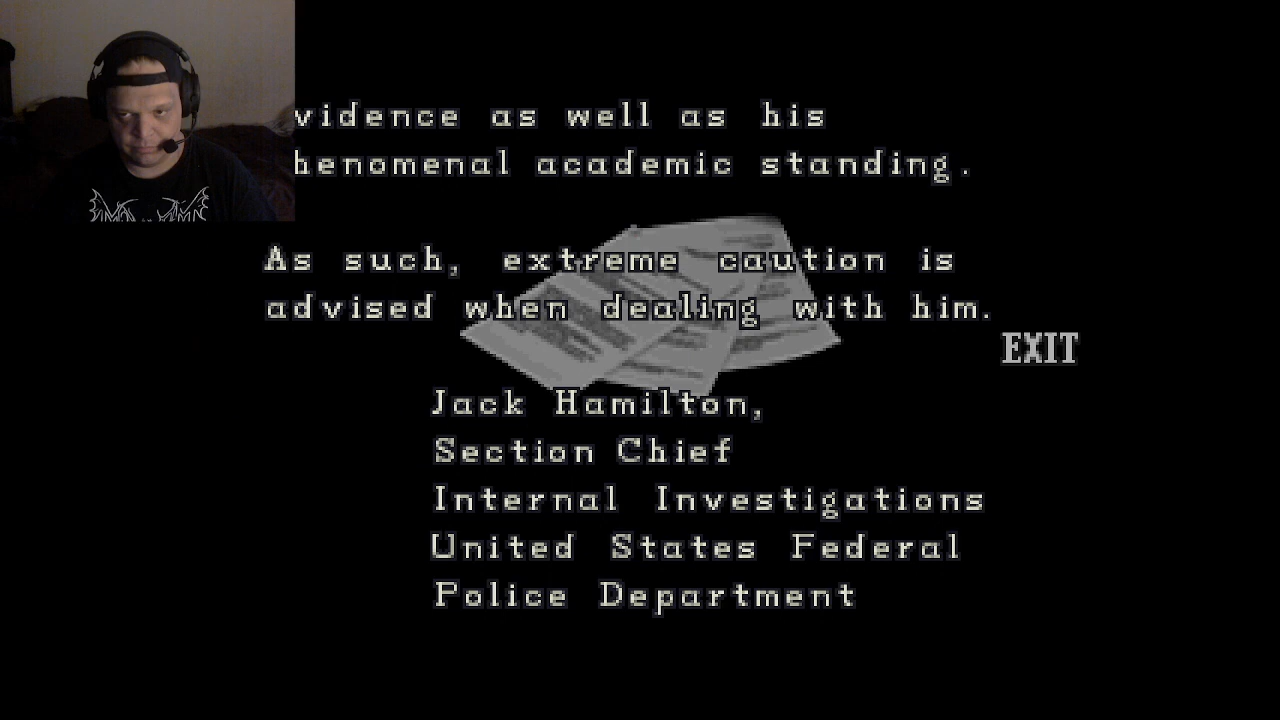 vidence as well as his
henomenal academic standing.
As such, extreme caution is
advised when dealing with him.
EXIT
Jack Hamilton,
Section Chief
Internal Investigations
United States Federal
Police Department